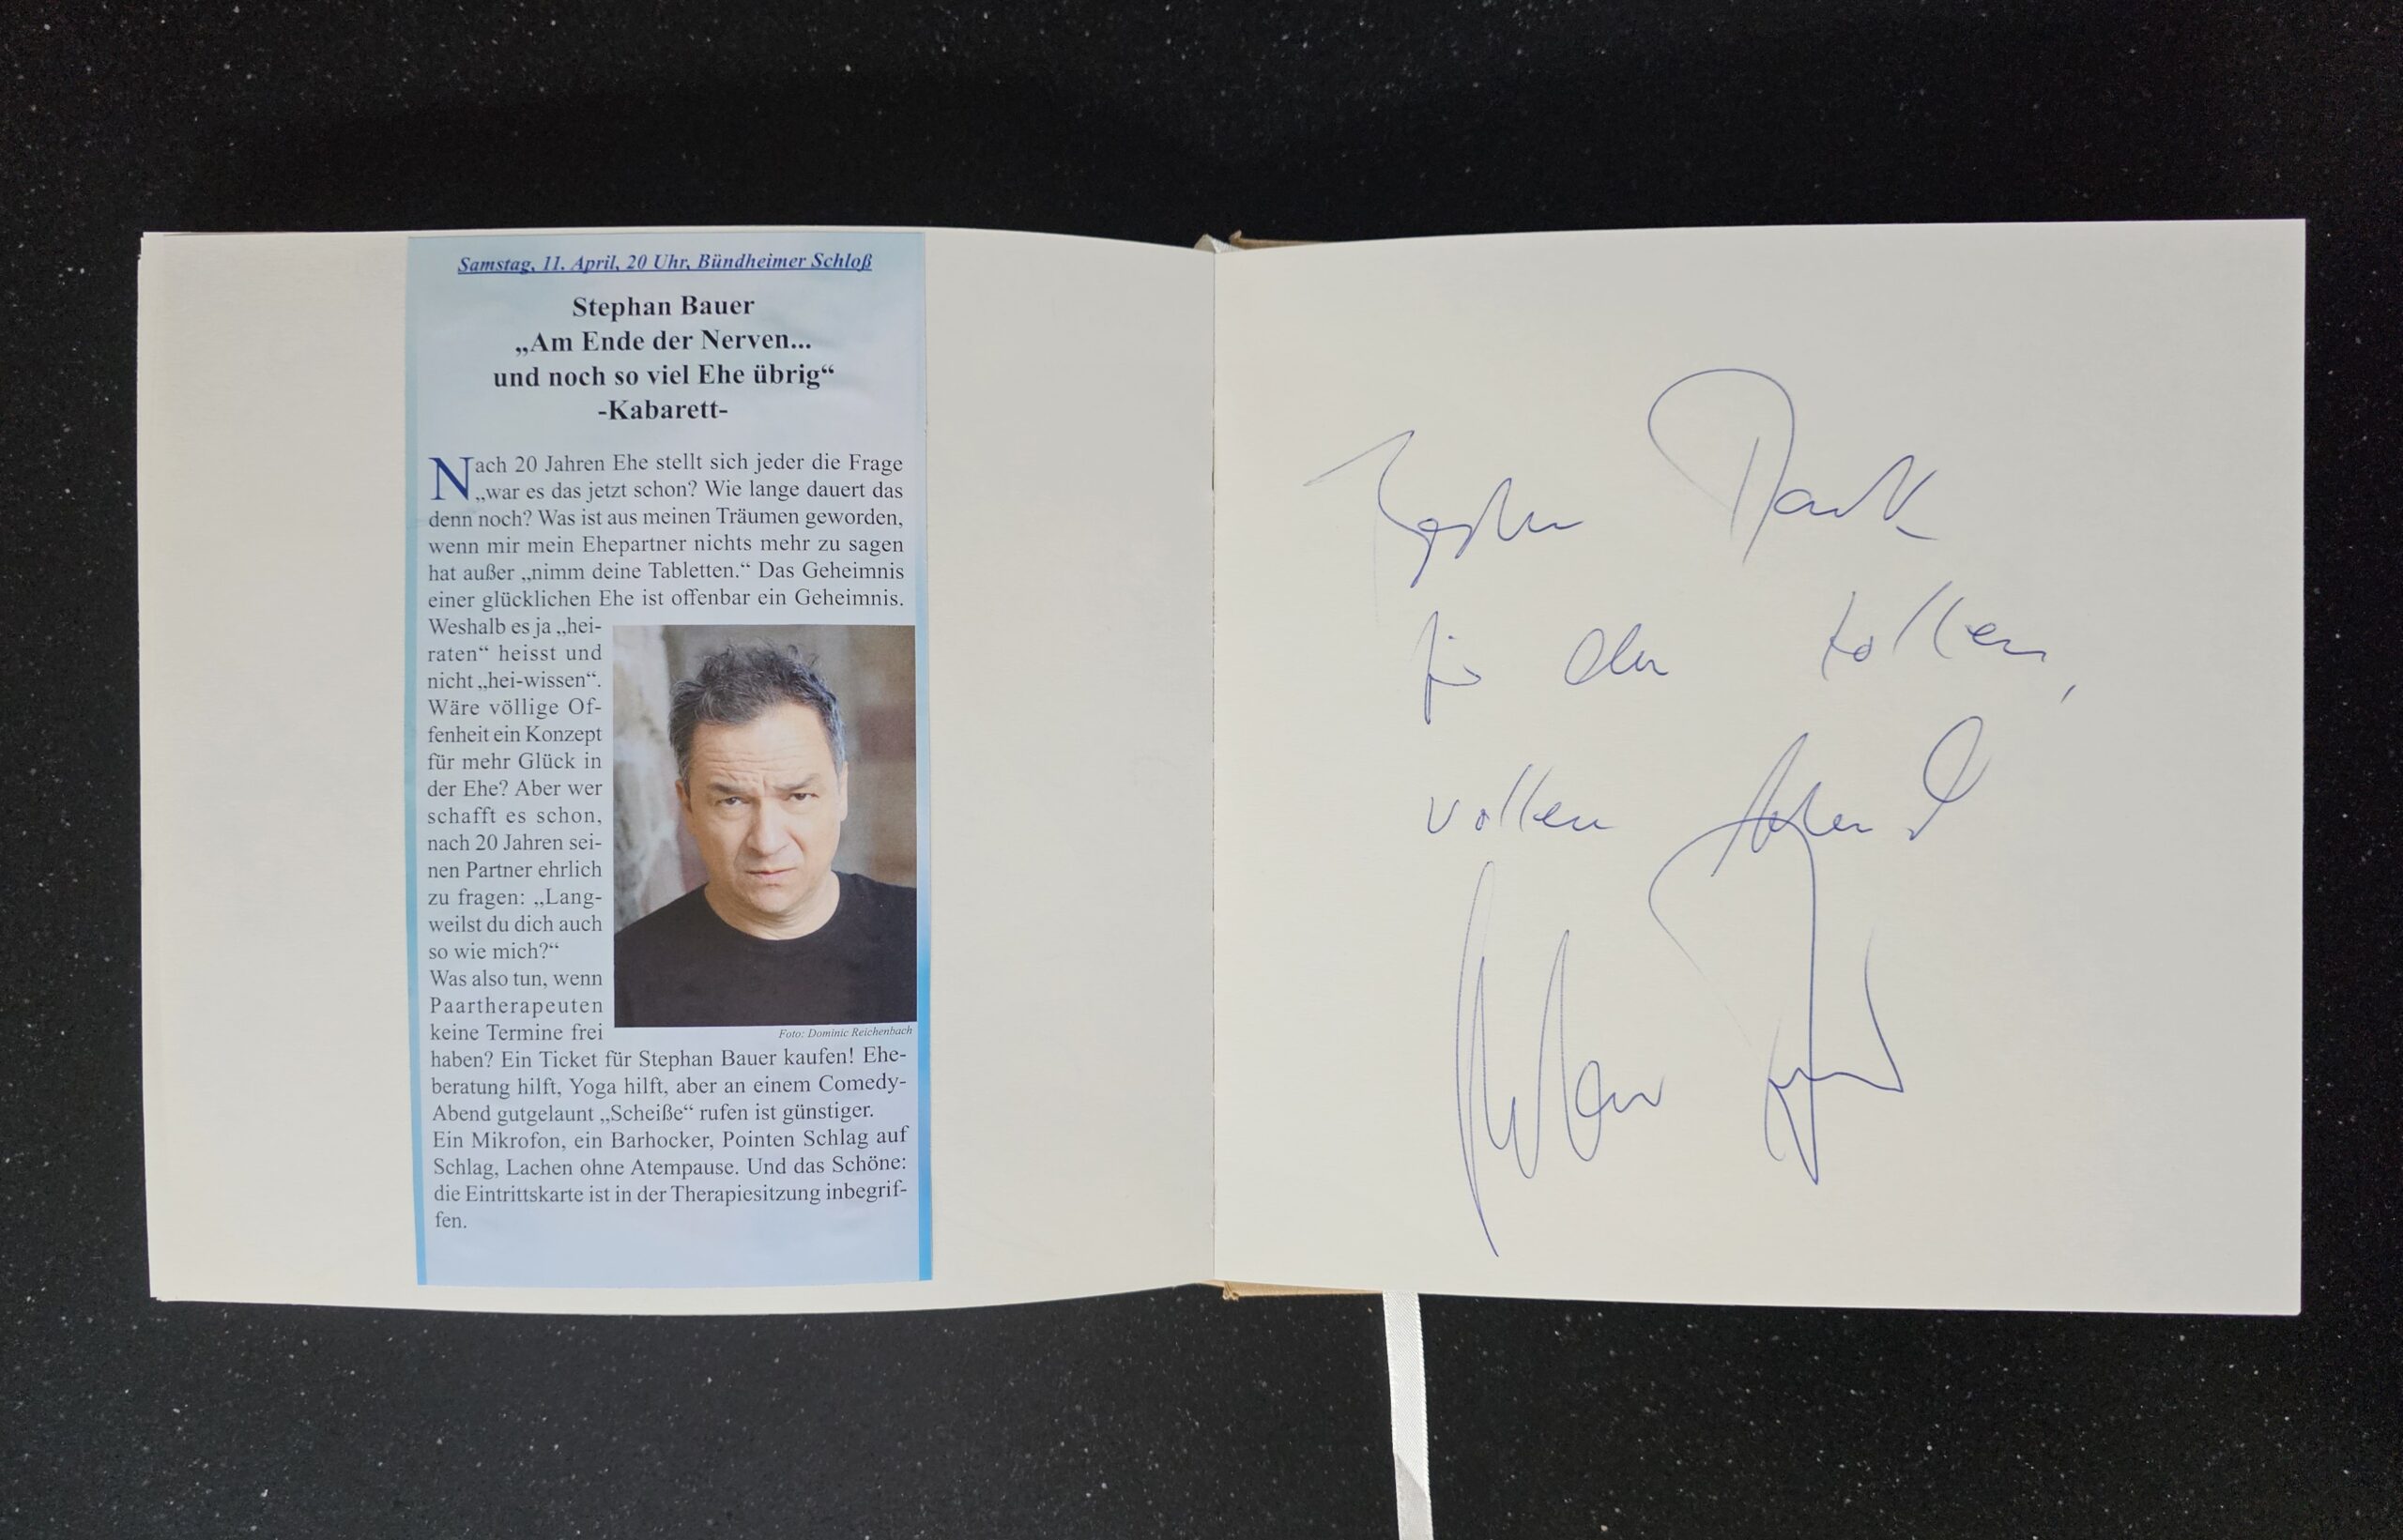 Samstag, 11. April, 20 Uhr, Bündheimer Schloß
Stephan Bauer
„Am Ende der Nerven...
und noch so viel Ehe übrig“
-Kabarett-
Nach 20 Jahren Ehe stellt sich jeder die Frage
„war es das jetzt schon? Wie lange dauert das
denn noch? Was ist aus meinen Träumen geworden,
wenn mir mein Ehepartner nichts mehr zu sagen
hat außer „nimm deine Tabletten.“ Das Geheimnis
einer glücklichen Ehe ist offenbar ein Geheimnis.
Weshalb es ja „hei-
raten“ heisst und
nicht „hei-wissen“.
Wäre völlige Of-
fenheit ein Konzept
für mehr Glück in
der Ehe? Aber wer
schafft es schon,
nach 20 Jahren sei-
nen Partner ehrlich
zu fragen: „Lang-
weilst du dich auch
so wie mich?“
Was also tun, wenn
Paartherapeuten
keine Termine frei
Foto: Dominic Reichenbach
haben? Ein Ticket für Stephan Bauer kaufen! Ehe-
beratung hilft, Yoga hilft, aber an einem Comedy-
Abend gutgelaunt „Scheiße“ rufen ist günstiger.
Ein Mikrofon, ein Barhocker, Pointen Schlag auf
Schlag, Lachen ohne Atempause. Und das Schöne:
die Eintrittskarte ist in der Therapiesitzung inbegrif-
fen.
Dank
für den tollen,
vollen Abend